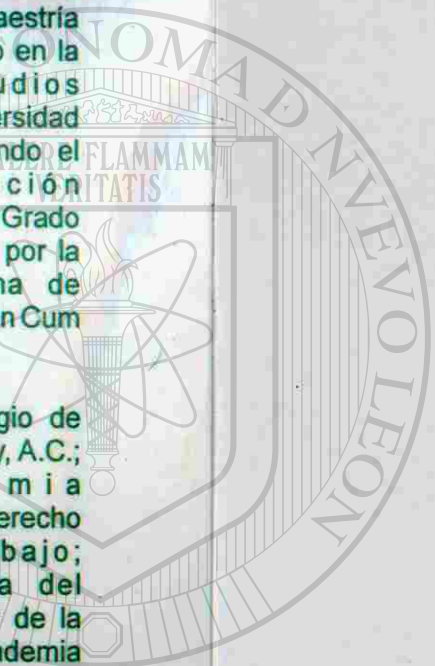 aestría
o en la
udios
ersidad
ndo el
ción
Grado
por la
na de
n Cum
gio de
y, A.C.;
mia
erecho
bajo;
a del
de la
ademia
NOMA D NUEVO LEON
ALERE FLAMMAM
VERITATIS